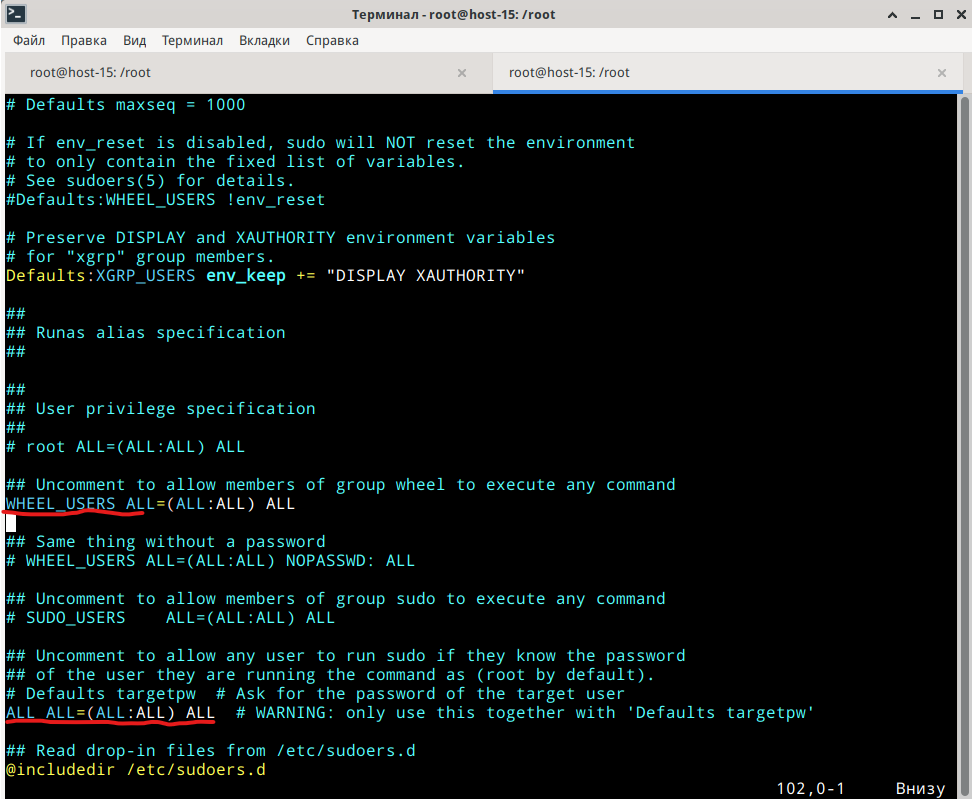 Терминал - root@host-15: /root
Файл Правка Вид Терминал Вкладки Справка
root@host-15: /root root@host-15: /root
# Defaults maxseq = 1000
# If env_reset is disabled, sudo will NOT reset the environment
# to only contain the fixed list of variables.
# See sudoers(5) for details.
#Defaults:WHEEL_USERS !env_reset
# Preserve DISPLAY and XAUTHORITY environment variables
# for "xgrp" group members.
Defaults:XGRP_USERS env_keep += "DISPLAY XAUTHORITY"
##
## Runas alias specification
##
##
## User privilege specification
##
# root ALL=(ALL:ALL) ALL
## Uncomment to allow members of group wheel to execute any command
WHEEL_USERS ALL=(ALL:ALL) ALL
## Same thing without a password
# WHEEL_USERS ALL=(ALL:ALL) NOPASSWD: ALL
## Uncomment to allow members of group sudo to execute any command
# SUDO_USERS    ALL=(ALL:ALL) ALL
## Uncomment to allow any user to run sudo if they know the password
## of the user they are running the command as (root by default).
# Defaults targetpw  # Ask for the password of the target user
ALL ALL=(ALL:ALL) ALL  # WARNING: only use this together with 'Defaults targetpw'
## Read drop-in files from /etc/sudoers.d
@includedir /etc/sudoers.d
102,0-1 Внизу